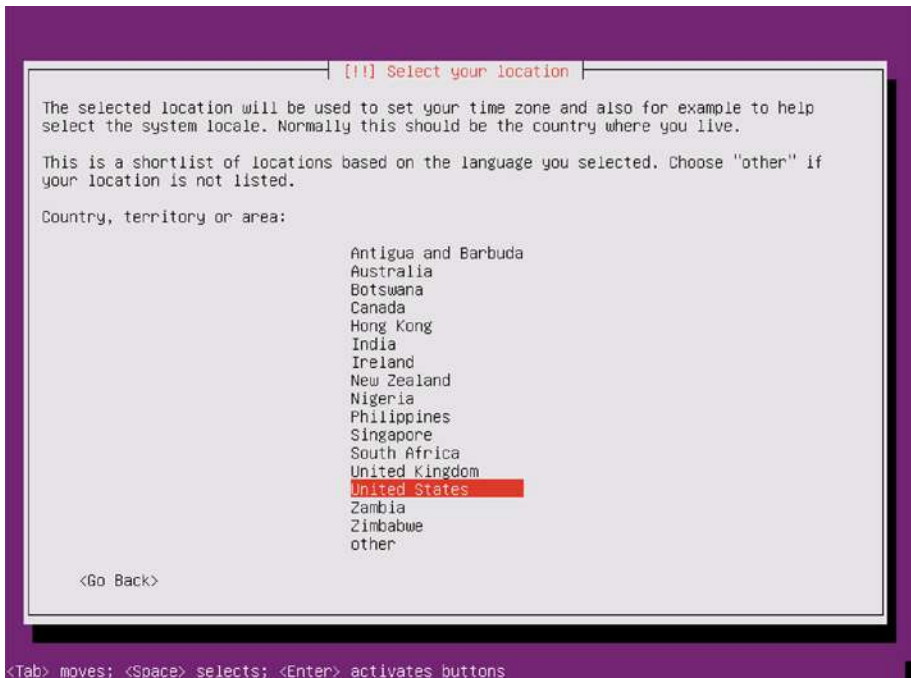 [!!] Select your location
The selected location will be used to set your time zone and also for example to help
select the system locale. Normally this should be the country where you live.
This is a shortlist of locations based on the language you selected. Choose "other" if
your location is not listed.
Country, territory or area:
Antigua and Barbuda
Australia
Botswana
Canada
Hong Kong
India
Ireland
New Zealand
Nigeria
Philippines
Singapore
South Africa
United Kingdom
United States
Zambia
Zimbabwe
other
<Go Back>
<Tab> moves; <Space> selects; <Enter> activates buttons